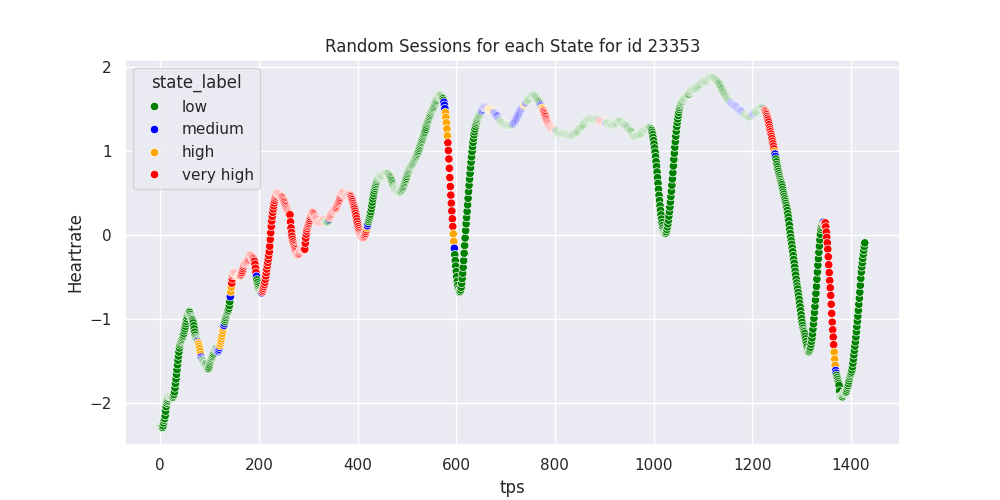 Random Sessions for each State for id 23353
state_label
low
medium
high
very high
2
1
0
−1
−2
Heartrate
0 200 400 600 800 1000 1200 1400
tps